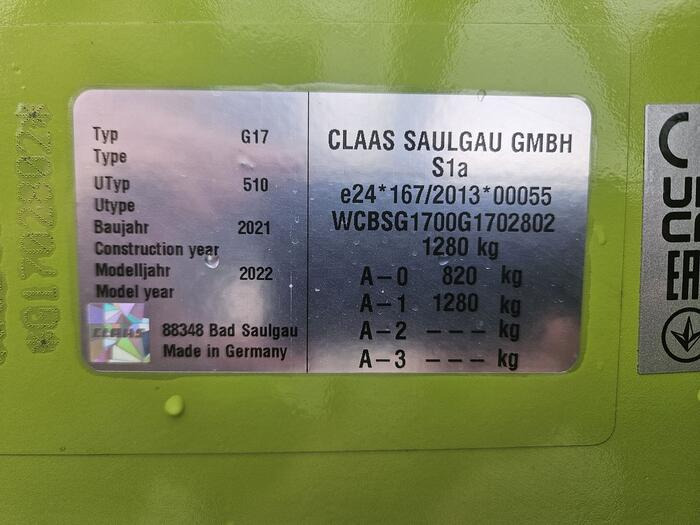 Typ G17
Type
UTyp 510
Utype
Baujahr 2021
Construction year
Modelljahr 2022
Model year
CLAAS
88348 Bad Saulgau
Made in Germany
CLAAS SAULGAU GMBH
S1a
e24*167/2013*00055
WCBSG1700G1702802
1280 kg
A-0 820 kg
A-1 1280 kg
A-2 --- kg
A-3 --- kg